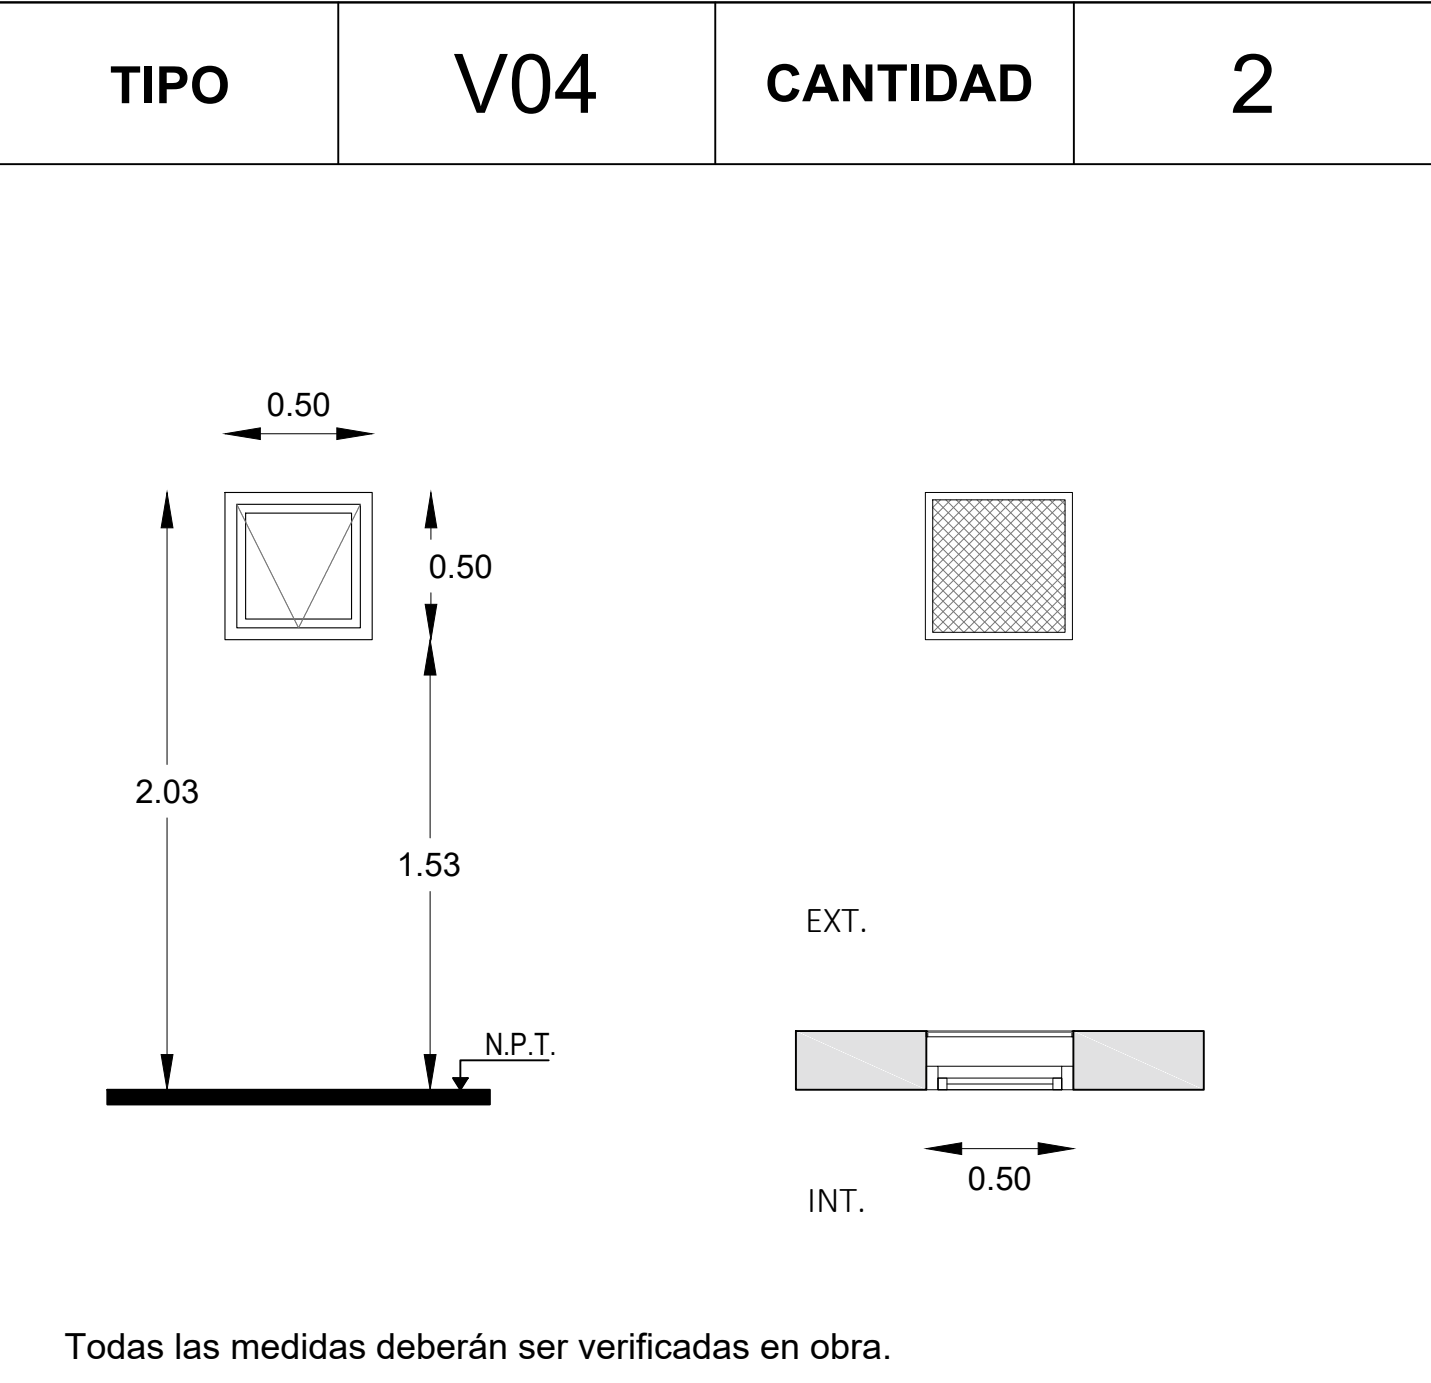 TIPO V04 CANTIDAD 2
0.50
0.50
2.03
1.53
EXT.
N.P.T.
0.50
INT.
Todas las medidas deberán ser verificadas en obra.